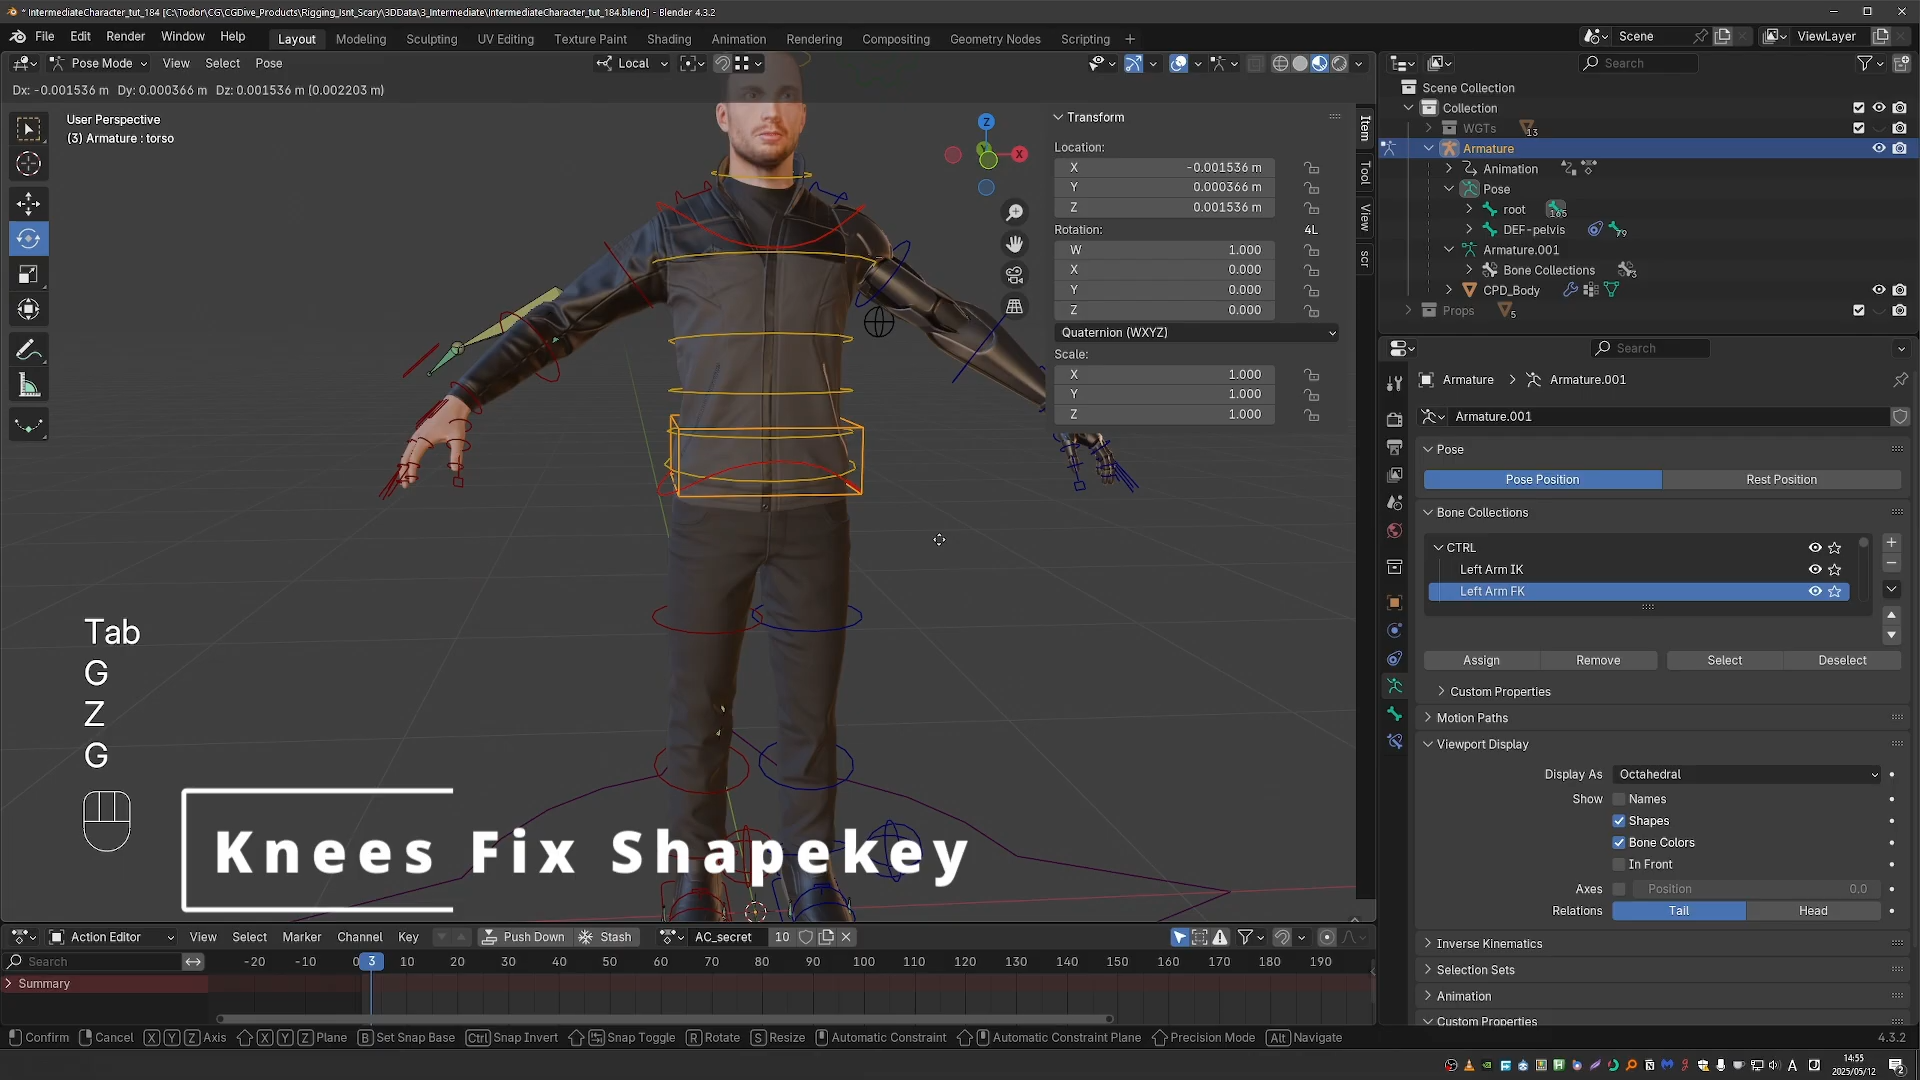 * IntermediateCharacter_tut_184 [C:\Todor\CG\CGDive_Products\Rigging_Isnt_Scary\3DData\3_Intermediate\IntermediateCharacter_tut_184.blend] - Blender 4.3.2
File Edit Render Window Help Layout Modeling Sculpting UV Editing Texture Paint Shading Animation Rendering Compositing Geometry Nodes Scripting + Scene ViewLayer
Pose Mode View Select Pose Local Search
Dx: -0.001536 m Dy: 0.000366 m Dz: 0.001536 m (0.002203 m)
User Perspective
(3) Armature : torso
Z
X
Transform
Location:
X -0.001536 m
Y 0.000366 m
Z 0.001536 m
Rotation: 4L
W 1.000
X 0.000
Y 0.000
Z 0.000
Quaternion (WXYZ)
Scale:
X 1.000
Y 1.000
Z 1.000
Item
Tool
View
scr
Scene Collection
Collection
WGTs 13
Armature
Animation
Pose
root 165
DEF-pelvis 79
Armature.001
Bone Collections 3
CPD_Body
Props 5
Search
Armature > Armature.001
Armature.001
Pose
Pose Position Rest Position
Bone Collections
CTRL
Left Arm IK
Left Arm FK
Assign Remove Select Deselect
Custom Properties
Motion Paths
Viewport Display
Display As Octahedral
Show Names
Shapes
Bone Colors
In Front
Axes Position 0.0
Relations Tail Head
Inverse Kinematics
Selection Sets
Animation
Custom Properties
Tab
G
Z
G
Knees Fix Shapekey
Action Editor View Select Marker Channel Key Push Down Stash AC_secret 10
Search -20 -10 0 3 10 20 30 40 50 60 70 80 90 100 110 120 130 140 150 160 170 180 190
Summary
Confirm Cancel X Y Z Axis X Y Z Plane B Set Snap Base Ctrl Snap Invert Snap Toggle R Rotate S Resize Automatic Constraint Automatic Constraint Plane Precision Mode Alt Navigate 4.3.2
A 14:55
2025/05/12 2